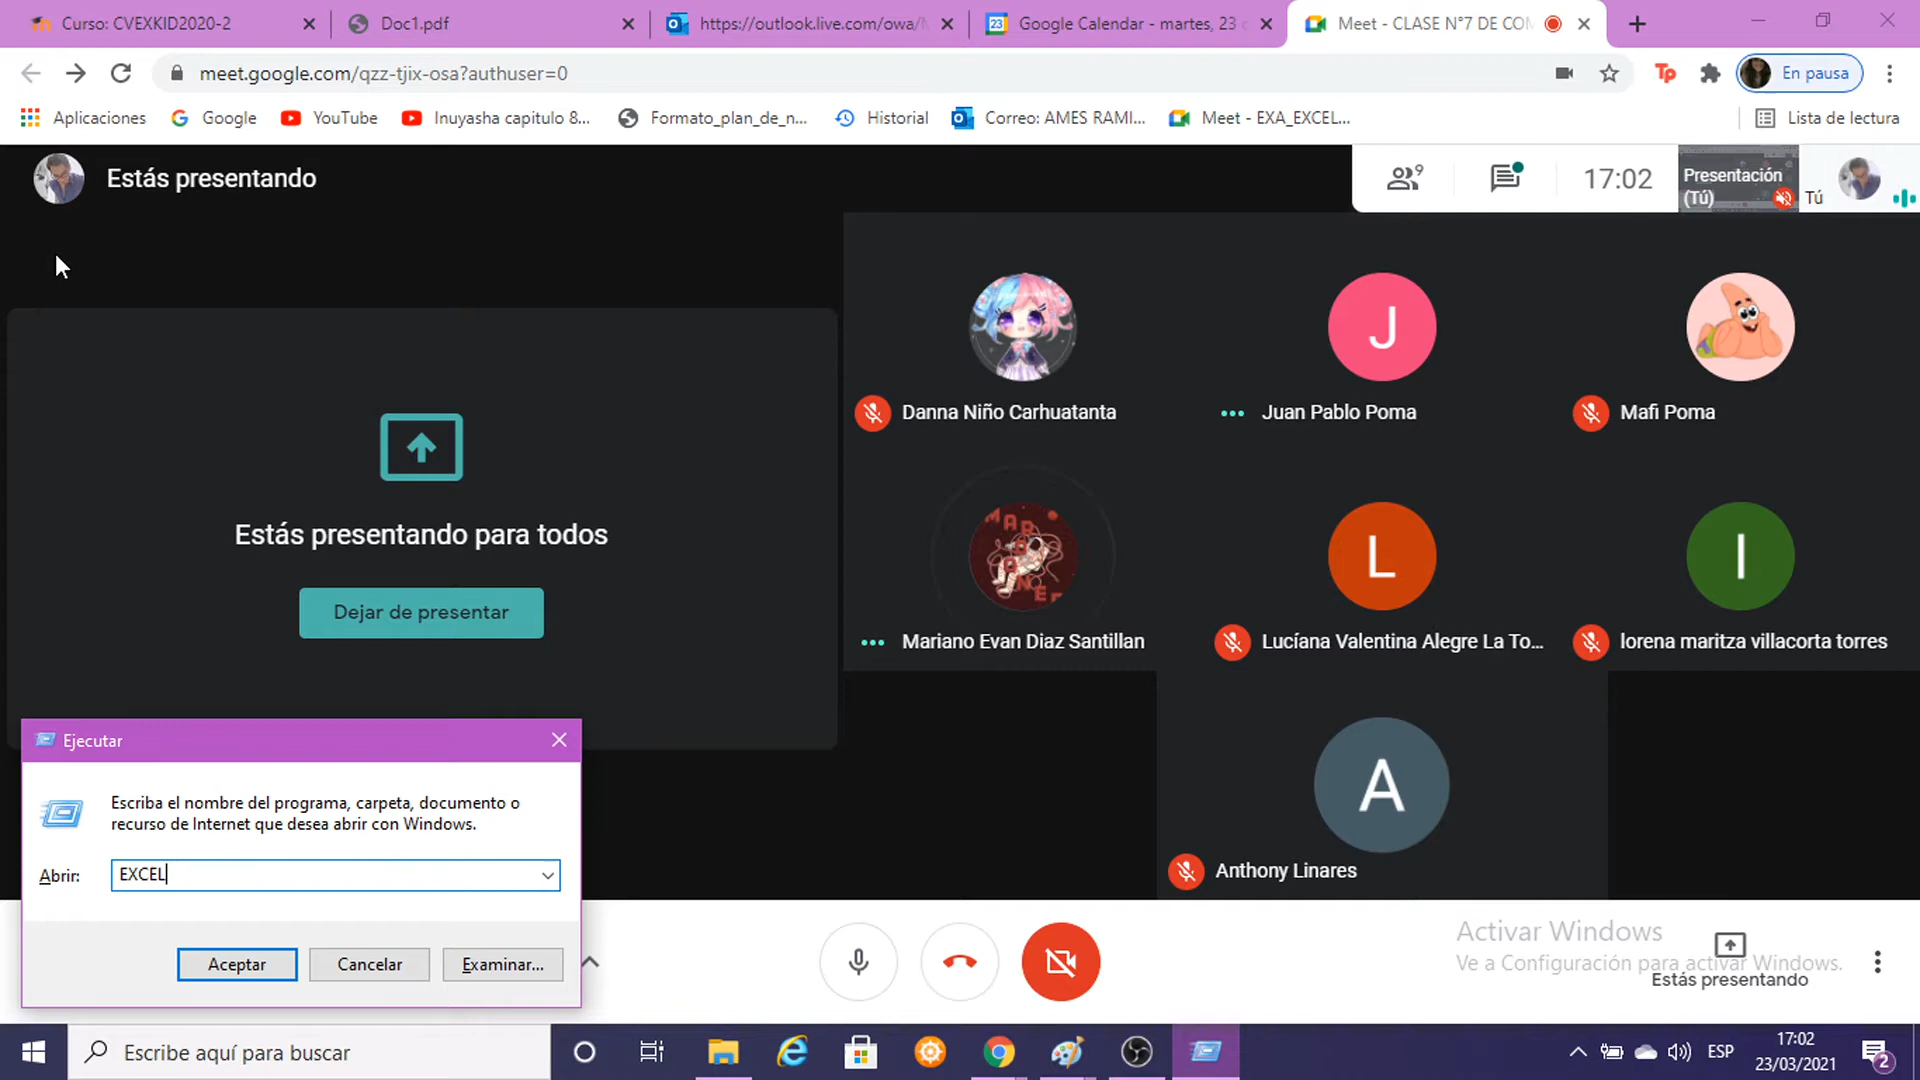 Curso: CVEXKID2020-2
Doc1.pdf
https://outlook.live.com/owa/
Google Calendar - martes, 23
Meet - CLASE N°7 DE CON
meet.google.com/qzz-tjix-osa?authuser=0
Tp
En pausa
Aplicaciones
Google
YouTube
Inuyasha capitulo 8...
Formato_plan_de_n...
Historial
Correo: AMES RAMI...
Meet - EXA_EXCEL...
Lista de lectura
Estás presentando
9
17:02
Presentación
(Tú)
Tú
Estás presentando para todos
Dejar de presentar
Danna Niño Carhuatanta
J
Juan Pablo Poma
Mafi Poma
Mariano Evan Diaz Santillan
L
Lucíana Valentina Alegre La To...
I
lorena maritza villacorta torres
A
Anthony Linares
Ejecutar
Escriba el nombre del programa, carpeta, documento o
recurso de Internet que desea abrir con Windows.
Abrir:
EXCEL
Aceptar
Cancelar
Examinar...
Activar Windows
Ve a Configuración para activar Windows.
Estás presentando
Escribe aquí para buscar
ESP
17:02
23/03/2021
2